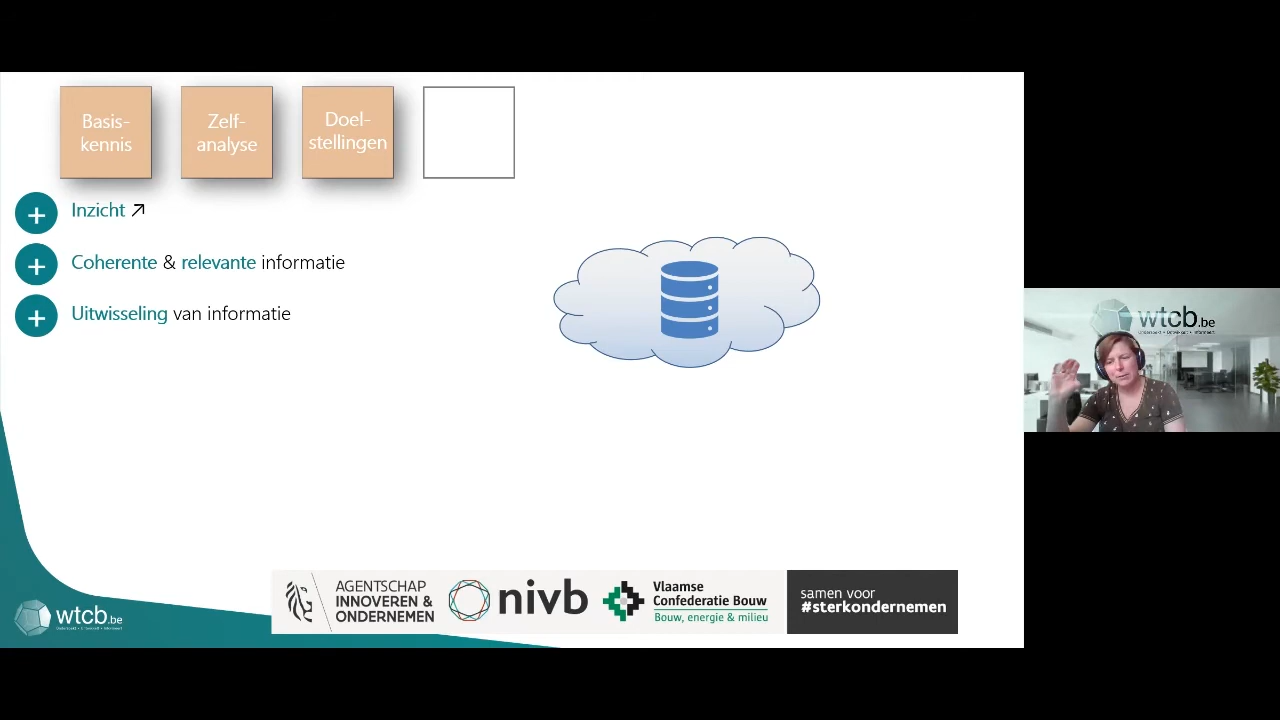 Basis-
kennis
Zelf-
analyse
Doel-
stellingen
+ Inzicht ↗
+ Coherente & relevante informatie
+ Uitwisseling van informatie
wtcb.be
wtcb.be
AGENTSCHAP
INNOVEREN &
ONDERNEMEN
nivb
Vlaamse
Confederatie Bouw
Bouw, energie & milieu
samen voor
#sterkondernemen